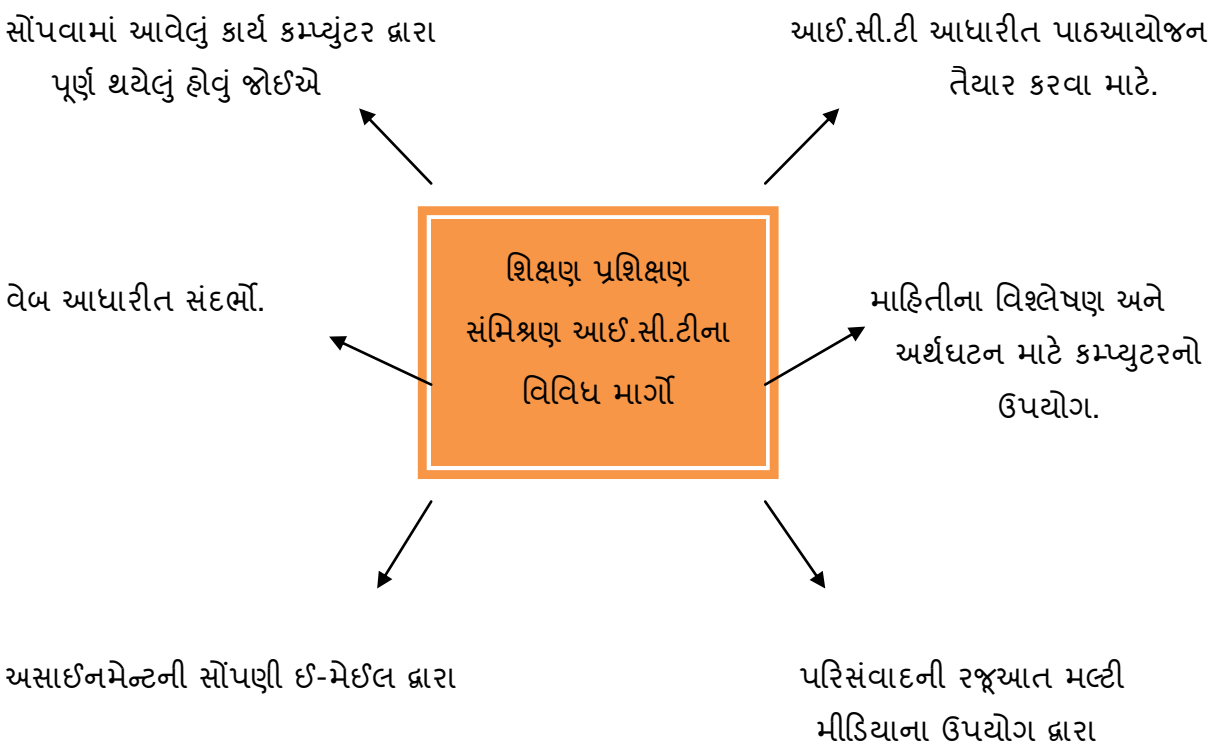 સોંપવામાં આવેલું કાર્ય કમ્પ્યુંટર દ્વારા
પૂર્ણ થયેલું હોવું જોઈએ
આઈ.સી.ટી આધારીત પાઠઆયોજન
તૈયાર કરવા માટે.
શિક્ષણ પ્રશિક્ષણ
સંમિશ્રણ આઈ.સી.ટીના
વિવિધ માર્ગો
વેબ આધારીત સંદર્ભો.
માહિતીના વિશ્લેષણ અને
અર્થઘટન માટે કમ્પ્યુટરનો
ઉપયોગ.
અસાઈનમેન્ટની સોંપણી ઈ-મેઈલ દ્વારા
પરિસંવાદની રજૂઆત મલ્ટી
મીડિયાના ઉપયોગ દ્વારા